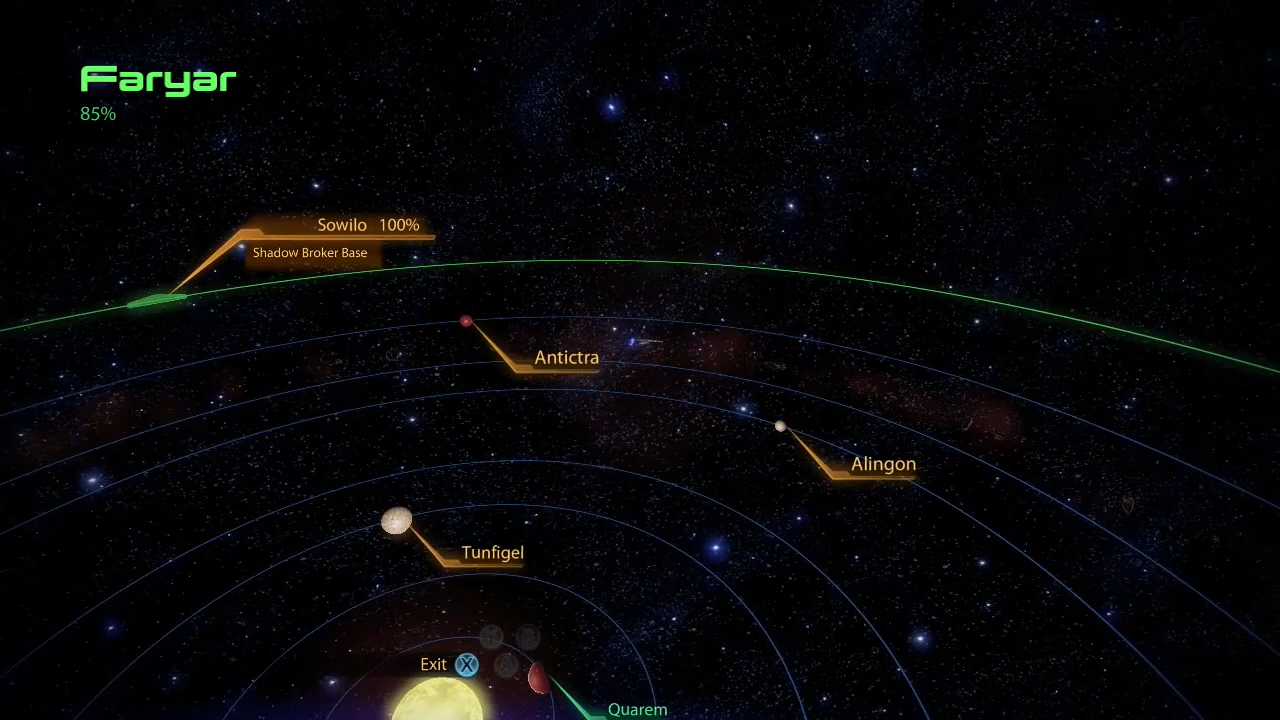 Faryar
85%
Sowilo 100%
Shadow Broker Base
Antictra
Alingon
Tunfigel
Exit X
A
Quarem